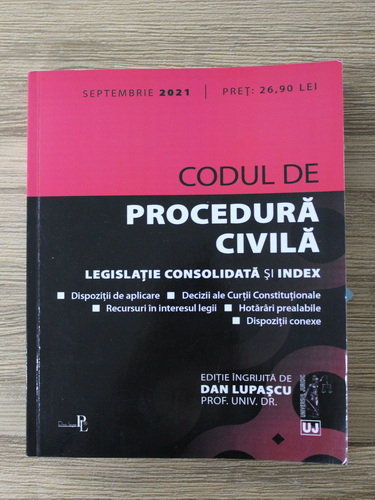 SEPTEMBRIE 2021 | PREȚ: 26,90 LEI
CODUL DE
PROCEDURĂ
CIVILĂ
LEGISLAȚIE CONSOLIDATĂ ȘI INDEX
■ Dispoziții de aplicare ■ Decizii ale Curții Constituționale
■ Recursuri în interesul legii ■ Hotărâri prealabile
■ Dispoziții conexe
EDIȚIE ÎNGRIJITĂ DE
DAN LUPAȘCU
PROF. UNIV. DR.
UNIVERSUL JURIDIC
UJ